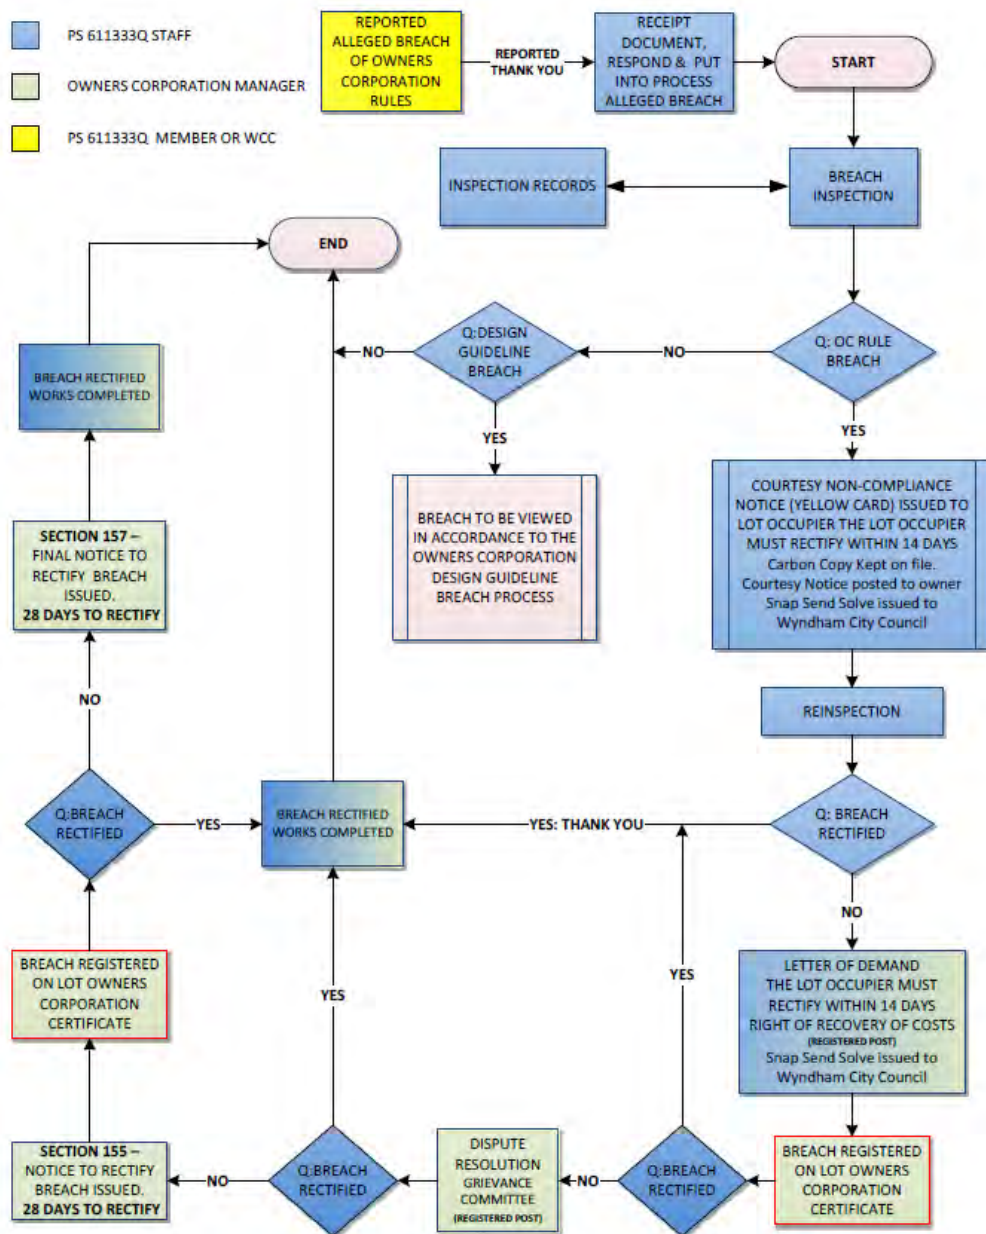 PS 611333Q STAFF
OWNERS CORPORATION MANAGER
PS 611333Q MEMBER OR WCC
REPORTED
ALLEGED BREACH
OF OWNERS
CORPORATION
RULES
REPORTED
THANK YOU
RECEIPT
DOCUMENT,
RESPOND & PUT
INTO PROCESS
ALLEGED BREACH
START
INSPECTION RECORDS
BREACH
INSPECTION
END
Q:DESIGN
GUIDELINE
BREACH
NO
NO
Q: OC RULE
BREACH
YES
YES
BREACH RECTIFIED
WORKS COMPLETED
BREACH TO BE VIEWED
IN ACCORDANCE TO THE
OWNERS CORPORATION
DESIGN GUIDELINE
BREACH PROCESS
COURTESY NON-COMPLIANCE
NOTICE (YELLOW CARD) ISSUED TO
LOT OCCUPIER THE LOT OCCUPIER
MUST RECTIFY WITHIN 14 DAYS
Carbon Copy Kept on file.
Courtesy Notice posted to owner
Snap Send Solve issued to
Wyndham City Council
SECTION 157 –
FINAL NOTICE TO
RECTIFY BREACH
ISSUED.
28 DAYS TO RECTIFY
NO
REINSPECTION
Q:BREACH
RECTIFIED
YES
BREACH RECTIFIED
WORKS COMPLETED
YES: THANK YOU
Q: BREACH
RECTIFIED
NO
BREACH REGISTERED
ON LOT OWNERS
CORPORATION
CERTIFICATE
YES
YES
LETTER OF DEMAND
THE LOT OCCUPIER MUST
RECTIFY WITHIN 14 DAYS
RIGHT OF RECOVERY OF COSTS
(REGISTERED POST)
Snap Send Solve issued to
Wyndham City Council
SECTION 155 –
NOTICE TO RECTIFY
BREACH ISSUED.
28 DAYS TO RECTIFY
NO
Q:BREACH
RECTIFIED
DISPUTE
RESOLUTION
GRIEVANCE
COMMITTEE
(REGISTERED POST)
NO
Q:BREACH
RECTIFIED
BREACH REGISTERED
ON LOT OWNERS
CORPORATION
CERTIFICATE